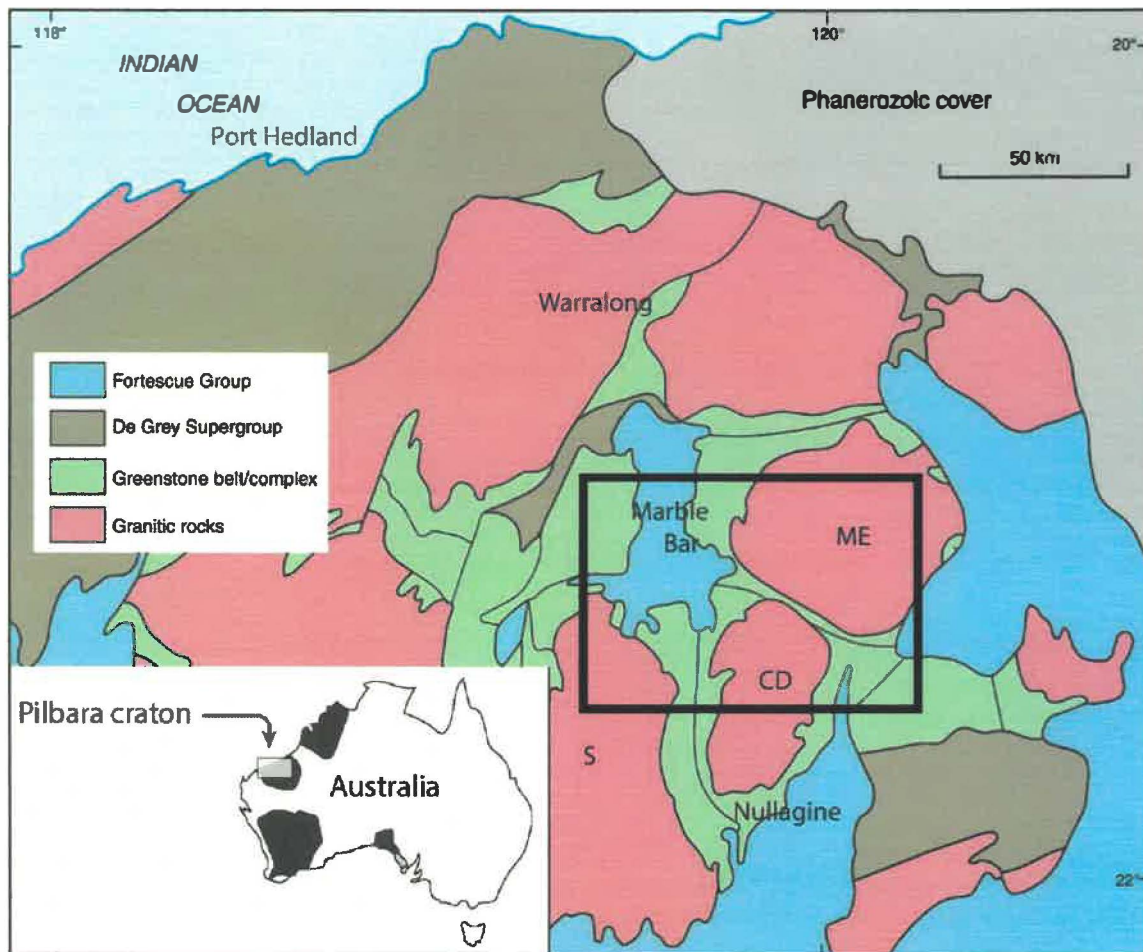 118°
120°
20°
INDIAN
OCEAN
Port Hedland
Phanerozoic cover
50 km
Warralong
Fortescue Group
De Grey Supergroup
Greenstone belt/complex
Granitic rocks
Marble
Bar
ME
CD
S
Nullagine
22°
Pilbara craton
Australia